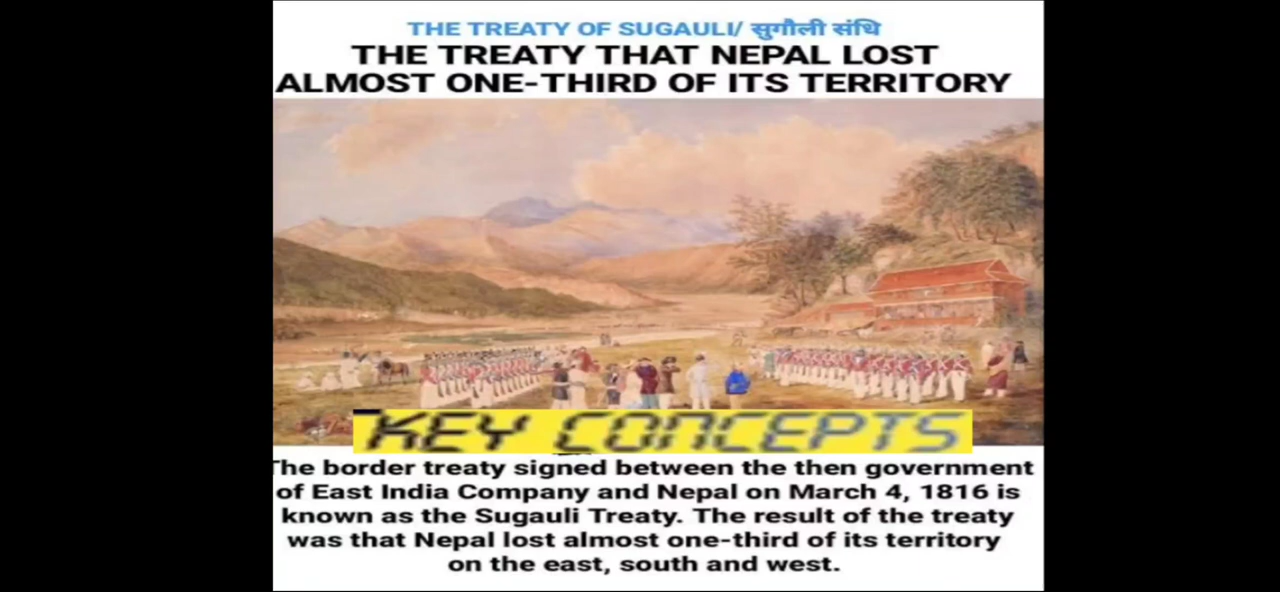 THE TREATY OF SUGAULI/ सुगौली संधि
THE TREATY THAT NEPAL LOST
ALMOST ONE-THIRD OF ITS TERRITORY
KEY CONCEPTS
The border treaty signed between the then government
of East India Company and Nepal on March 4, 1816 is
known as the Sugauli Treaty. The result of the treaty
was that Nepal lost almost one-third of its territory
on the east, south and west.